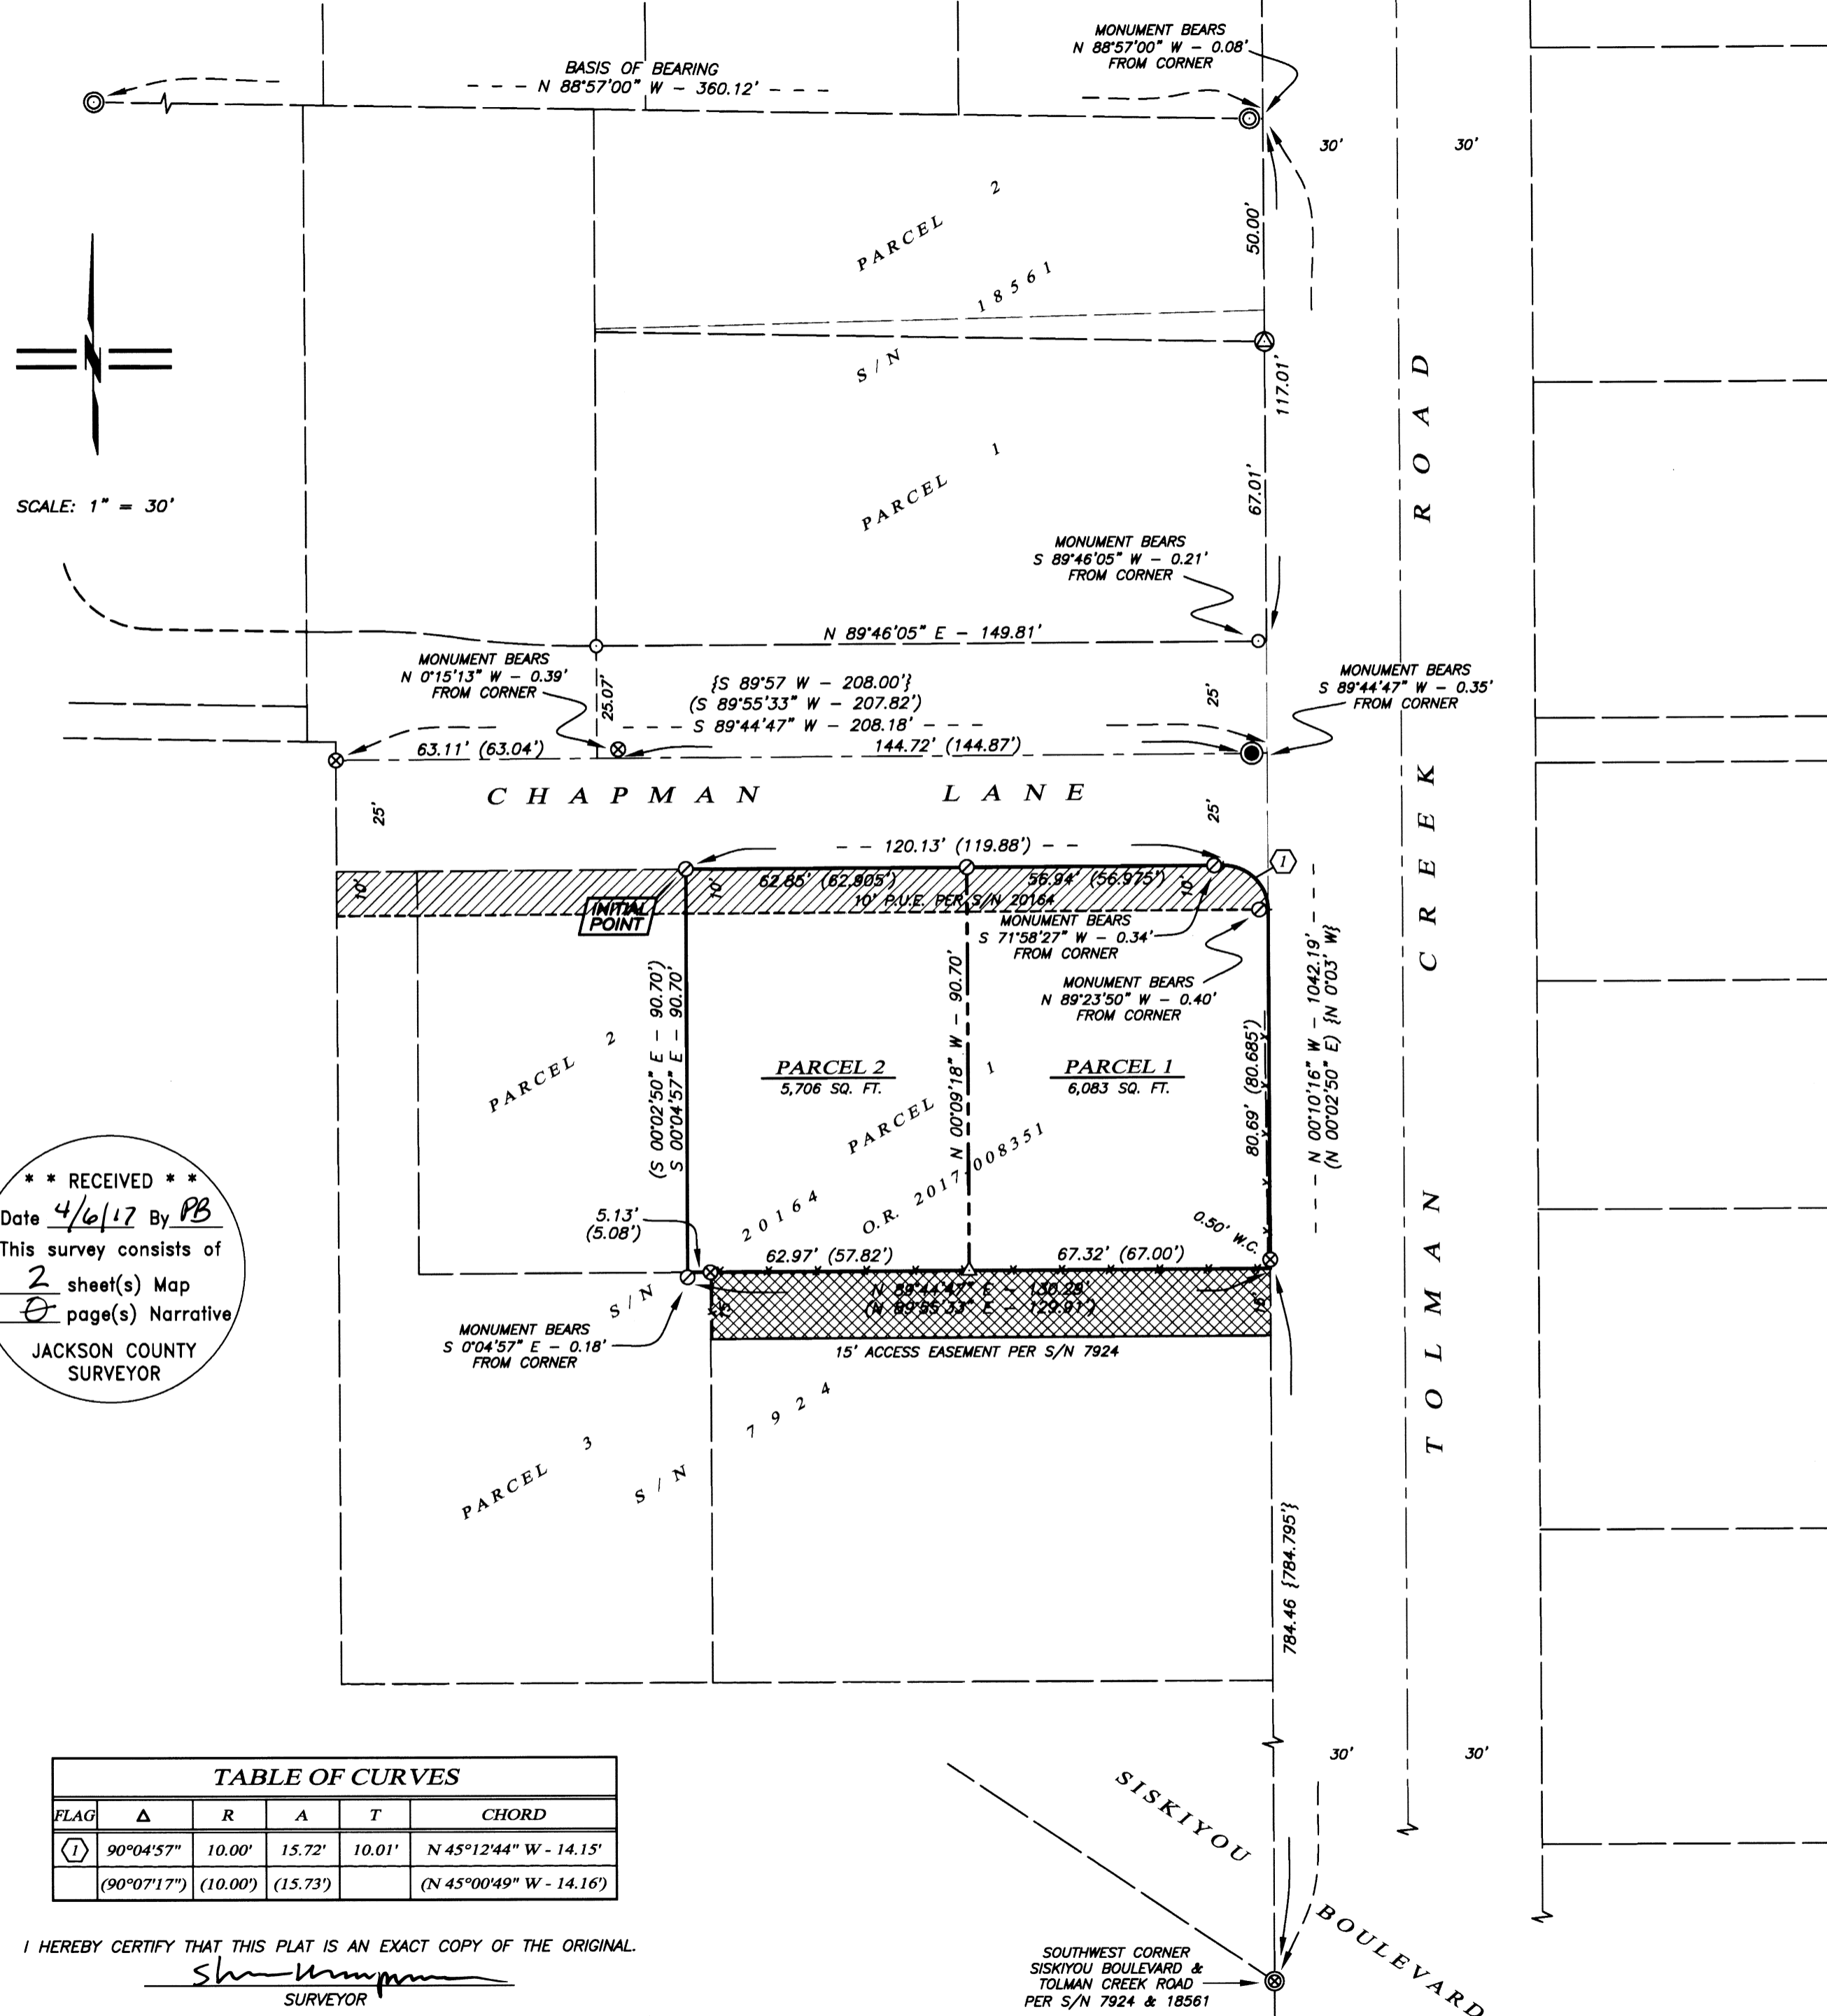 MONUMENT BEARS
N 88°57'00" W - 0.08'
FROM CORNER
BASIS OF BEARING
- - - N 88°57'00" W - 360.12' - - -
30'
30'
50.00'
PARCEL 2
S/N 18561
117.01'
SCALE: 1" = 30'
PARCEL 1
67.01'
MONUMENT BEARS
S 89°46'05" W - 0.21'
FROM CORNER
N 89°46'05" E - 149.81'
MONUMENT BEARS
N 0°15'13" W - 0.39'
FROM CORNER
25.07'
{S 89°57 W - 208.00'}
(S 89°55'33 W - 207.82')
- - - S 89°44'47" W - 208.18' - - -
25'
MONUMENT BEARS
S 89°44'47" W - 0.35'
FROM CORNER
63.11' (63.04')
144.72' (144.87')
CHAPMAN LANE
25'
25'
- - 120.13' (119.88') - -
1
10'
10'
62.85' (62.905')
56.94' (56.975')
10'
10' P.U.E. PER S/N 20164
INITIAL
POINT
MONUMENT BEARS
S 71°58'27" W - 0.34'
FROM CORNER
MONUMENT BEARS
N 89°23'50" W - 0.40'
FROM CORNER
(S 00°02'50" E - 90.70')
S 00°04'57" E - 90.70'
N 00°09'18" W - 90.70'
80.69' (80.685')
- - - N 00°10'16" W - 1042.19' - - -
(N 00°02'50" E) {N 0°03' W}
PARCEL 2
PARCEL 2
5,706 SQ. FT.
PARCEL 1
6,083 SQ. FT.
PARCEL 1
S/N 20164
O.R. 2017-008351
TOLMAN CREEK ROAD
5.13'
(5.08')
62.97' (57.82')
67.32' (67.00')
0.50' W.C.
N 89°44'47" E - 130.29'
(N 89°55'33" E - 129.91')
15'
15'
15' ACCESS EASEMENT PER S/N 7924
MONUMENT BEARS
S 0°04'57" E - 0.18'
FROM CORNER
* * RECEIVED * *
Date 4/6/17 By PB
This survey consists of
2 sheet(s) Map
0 page(s) Narrative
JACKSON COUNTY
SURVEYOR
PARCEL 3
S/N 7924
784.46 {784.795'}
30'
30'
TABLE OF CURVES
FLAG Δ R A T CHORD
1 90°04'57" 10.00' 15.72' 10.01' N 45°12'44" W - 14.15'
(90°07'17") (10.00') (15.73') (N 45°00'49" W - 14.16')
SISKIYOU BOULEVARD
I HEREBY CERTIFY THAT THIS PLAT IS AN EXACT COPY OF THE ORIGINAL.
SURVEYOR
SOUTHWEST CORNER
SISKIYOU BOULEVARD &
TOLMAN CREEK ROAD
PER S/N 7924 & 18561